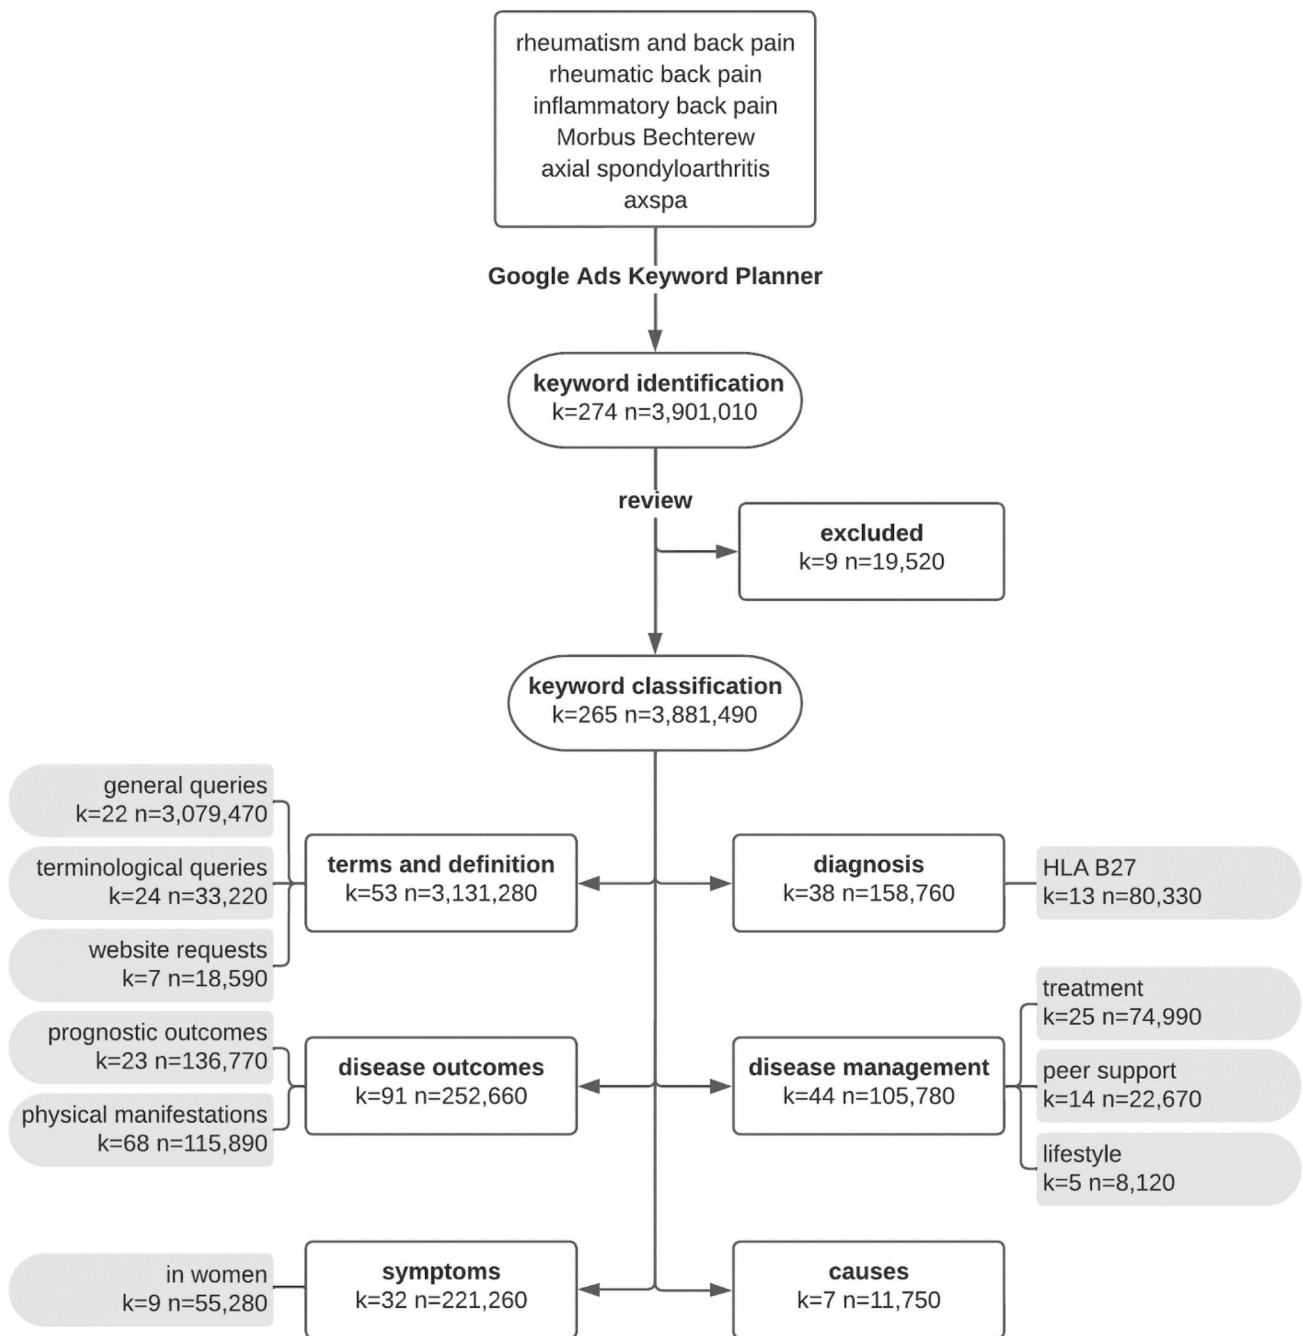 rheumatism and back pain
rheumatic back pain
inflammatory back pain
Morbus Bechterew
axial spondyloarthritis
axspa
Google Ads Keyword Planner
keyword identification
k=274 n=3,901,010
review
excluded
k=9 n=19,520
keyword classification
k=265 n=3,881,490
general queries
k=22 n=3,079,470
terminological queries
k=24 n=33,220
website requests
k=7 n=18,590
terms and definition
k=53 n=3,131,280
diagnosis
k=38 n=158,760
HLA B27
k=13 n=80,330
prognostic outcomes
k=23 n=136,770
physical manifestations
k=68 n=115,890
disease outcomes
k=91 n=252,660
disease management
k=44 n=105,780
treatment
k=25 n=74,990
peer support
k=14 n=22,670
lifestyle
k=5 n=8,120
in women
k=9 n=55,280
symptoms
k=32 n=221,260
causes
k=7 n=11,750